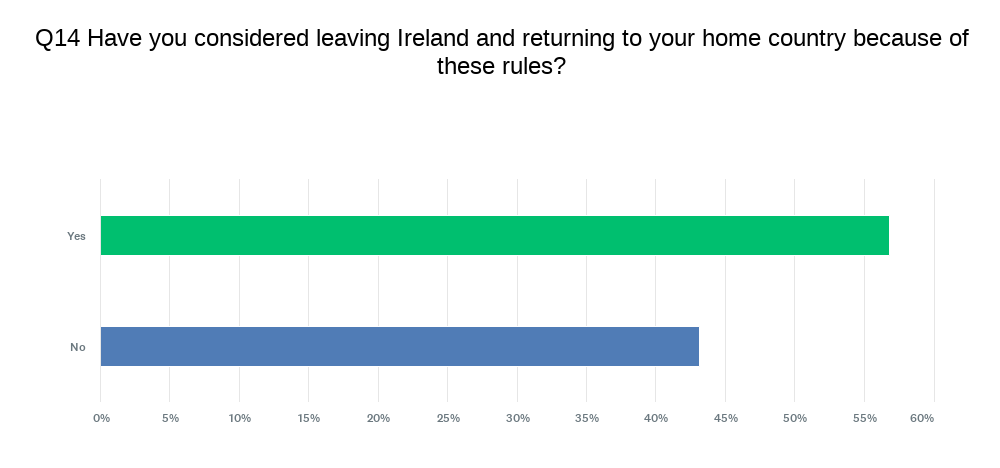 Q14 Have you considered leaving Ireland and returning to your home country because of
these rules?
Yes
No
0% 5% 10% 15% 20% 25% 30% 35% 40% 45% 50% 55% 60%